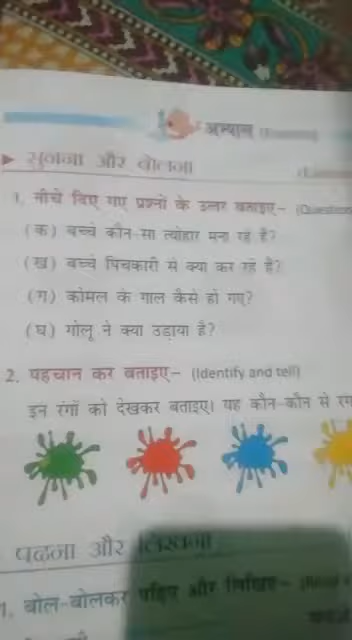 अभ्यास
सुनना और बोलना
1. नीचे दिए गए प्रश्नों के उत्तर बताइए– (Question
(क) बच्चे कौन-सा त्योहार मना रहे हैं?
(ख) बच्चे पिचकारी से क्या कर रहे हैं?
(ग) कोमल के गाल कैसे हो गए?
(घ) गोलू ने क्या उड़ाया है?
2. पहचान कर बताइए– (Identify and tell)
इन रंगों को देखकर बताइए। यह कौन-कौन से रंग
पढ़ना और लिखना
1. बोल-बोलकर पढ़िए और लिखिए–